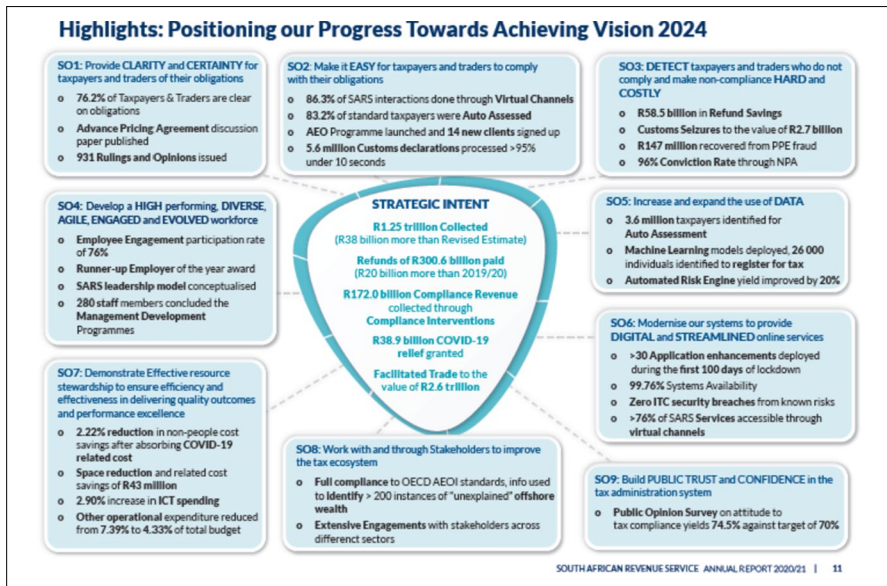 Highlights: Positioning our Progress Towards Achieving Vision 2024
SO1: Provide CLARITY and CERTAINTY for
taxpayers and traders of their obligations
o 76.2% of Taxpayers & Traders are clear
on obligations
o Advance Pricing Agreement discussion
paper published
o 931 Rulings and Opinions issued
SO2: Make it EASY for taxpayers and traders to comply
with their obligations
o 86.3% of SARS interactions done through Virtual Channels
o 83.2% of standard taxpayers were Auto Assessed
o AEO Programme launched and 14 new clients signed up
o 5.6 million Customs declarations processed >95%
under 10 seconds
SO3: DETECT taxpayers and traders who do not
comply and make non-compliance HARD and
COSTLY
o R58.5 billion in Refund Savings
o Customs Seizures to the value of R2.7 billion
o R147 million recovered from PPE fraud
o 96% Conviction Rate through NPA
SO4: Develop a HIGH performing, DIVERSE,
AGILE, ENGAGED and EVOLVED workforce
o Employee Engagement participation rate
of 76%
o Runner-up Employer of the year award
o SARS leadership model conceptualised
o 280 staff members concluded the
Management Development
Programmes
STRATEGIC INTENT
R1.25 trillion Collected
(R38 billion more than Revised Estimate)
Refunds of R300.6 billion paid
(R20 billion more than 2019/20)
R172.0 billion Compliance Revenue
collected through
Compliance Interventions
R38.9 billion COVID-19
relief granted
Facilitated Trade to the
value of R2.6 trillion
SO5: Increase and expand the use of DATA
o 3.6 million taxpayers identified for
Auto Assessment
o Machine Learning models deployed, 26 000
individuals identified to register for tax
o Automated Risk Engine yield improved by 20%
SO6: Modernise our systems to provide
DIGITAL and STREAMLINED online services
o >30 Application enhancements deployed
during the first 100 days of lockdown
o 99.76% Systems Availability
o Zero ITC security breaches from known risks
o >76% of SARS Services accessible through
virtual channels
SO7: Demonstrate Effective resource
stewardship to ensure efficiency and
effectiveness in delivering quality outcomes
and performance excellence
o 2.22% reduction in non-people cost
savings after absorbing COVID-19
related cost
o Space reduction and related cost
savings of R43 million
o 2.90% increase in ICT spending
o Other operational expenditure reduced
from 7.39% to 4.33% of total budget
SO8: Work with and through Stakeholders to improve
the tax ecosystem
o Full compliance to OECD AEOI standards, info used
to identify > 200 instances of "unexplained" offshore
wealth
o Extensive Engagements with stakeholders across
differenct sectors
SO9: Build PUBLIC TRUST and CONFIDENCE in the
tax administration system
o Public Opinion Survey on attitude to
tax compliance yields 74.5% against target of 70%
SOUTH AFRICAN REVENUE SERVICE ANNUAL REPORT 2020/21 | 11